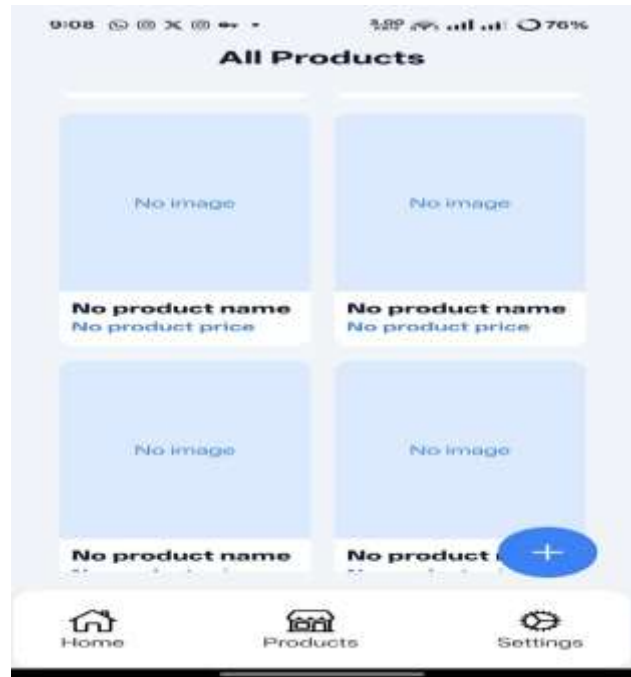 9:08 76%
All Products
No image No image
No product name No product name
No product price No product price
No image No image
No product name No product
Home Products Settings